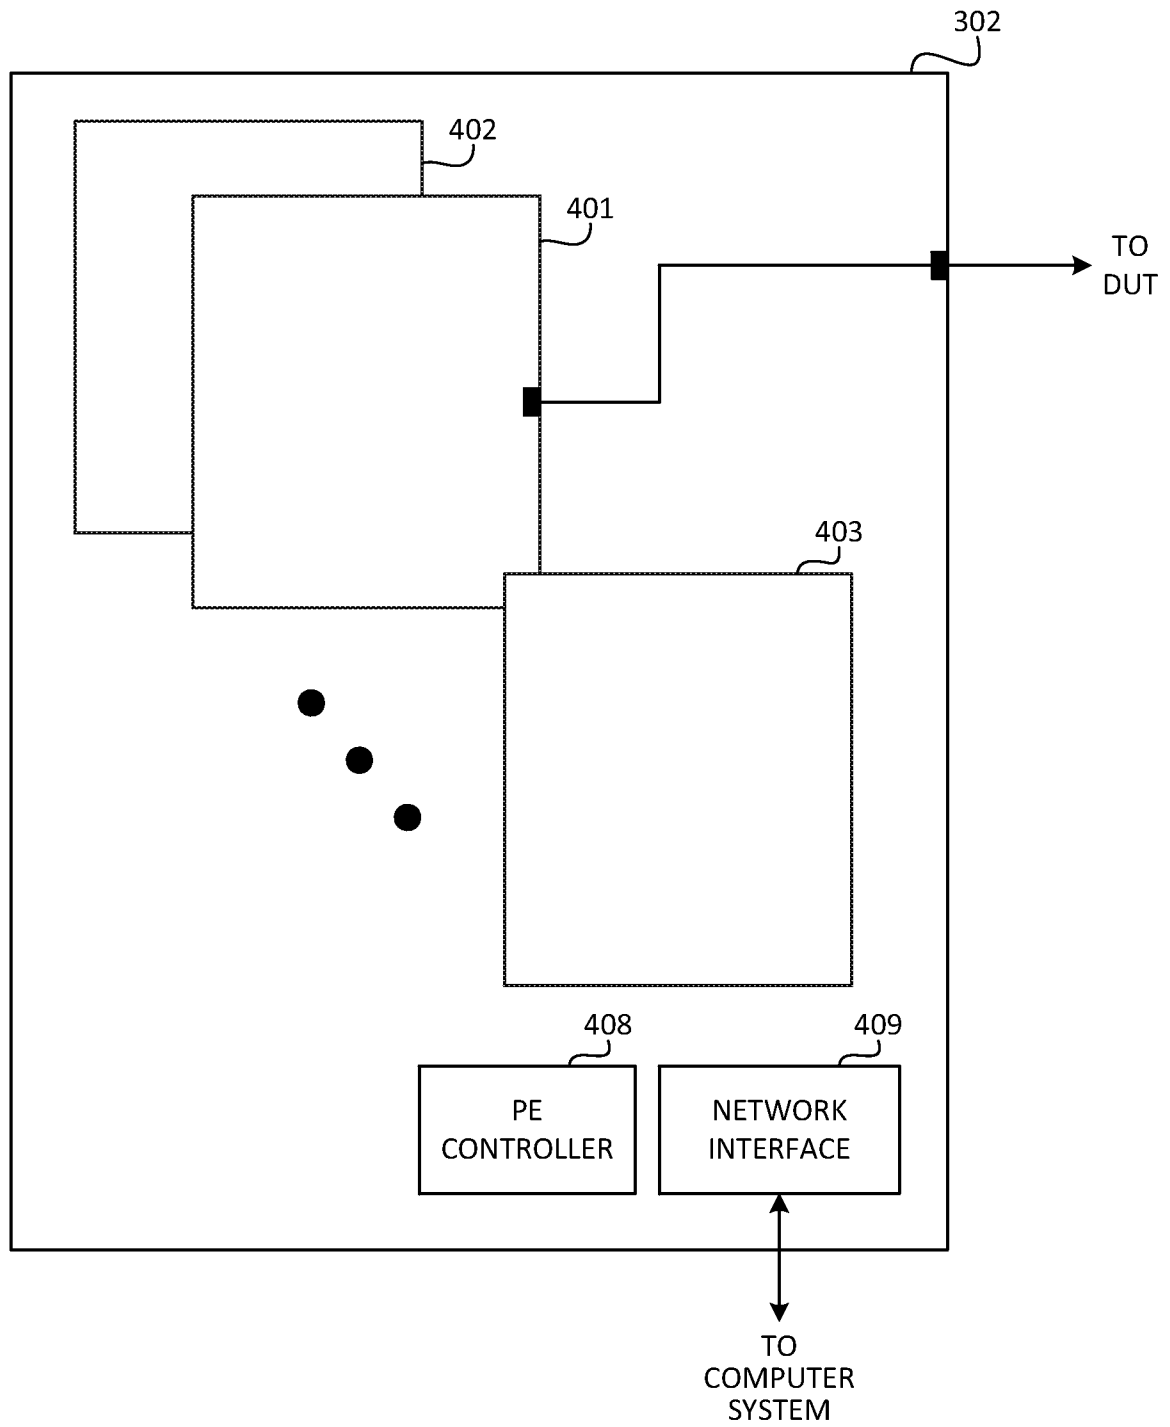 302
402
401
TO
DUT
403
408
409
PE
CONTROLLER
NETWORK
INTERFACE
TO
COMPUTER
SYSTEM